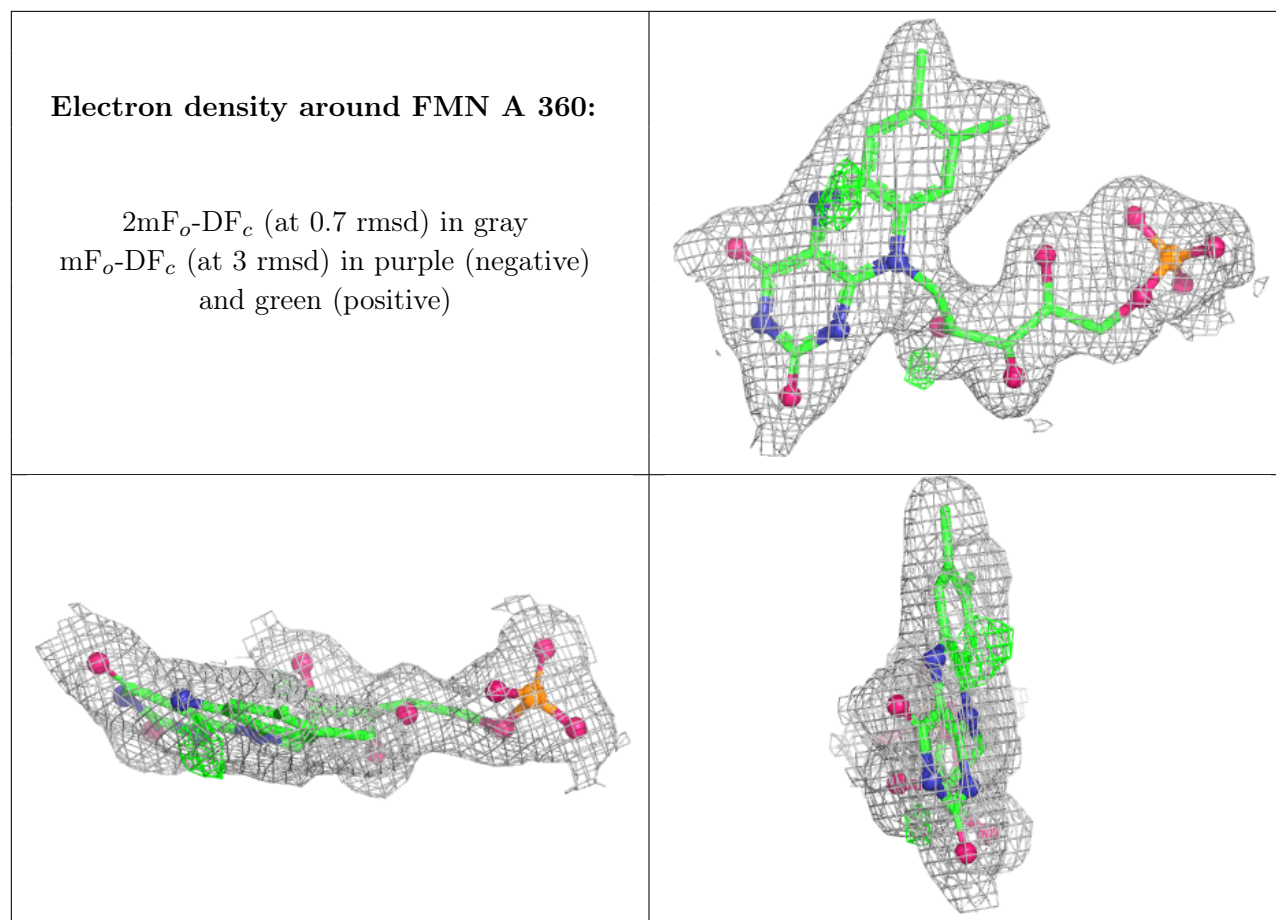 Electron density around FMN A 360:
2mFo-DFc (at 0.7 rmsd) in gray
mFo-DFc (at 3 rmsd) in purple (negative)
and green (positive)